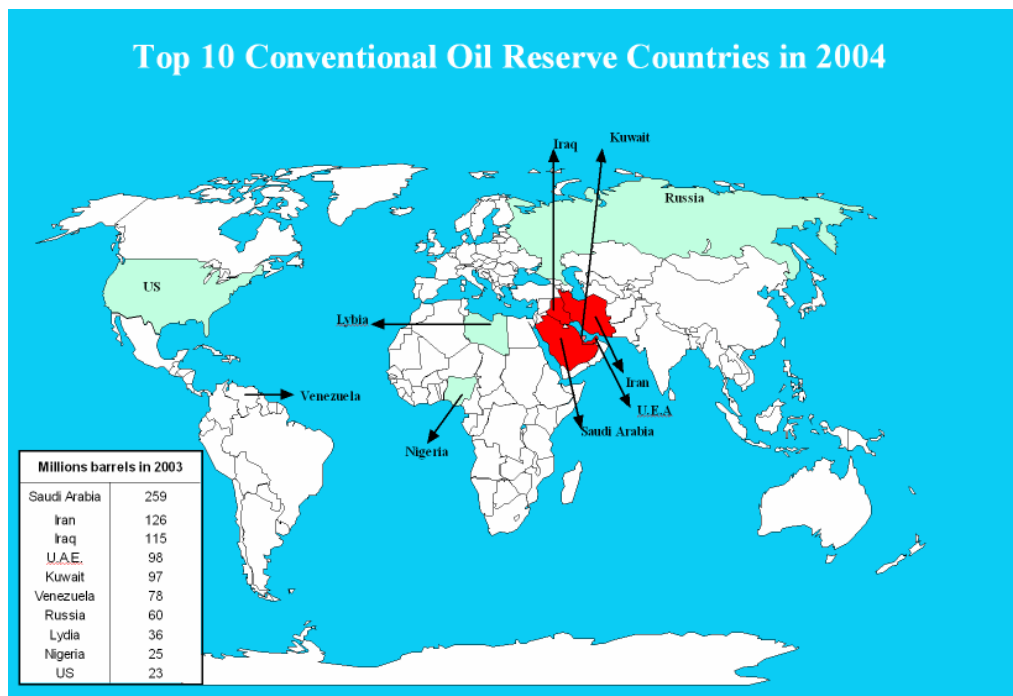 Top 10 Conventional Oil Reserve Countries in 2004
Kuwait
Iraq
Russia
US
Lybia
Iran
Venezuela
U.E.A
Saudi Arabia
Nigeria
Millions barrels in 2003
Saudi Arabia 259
Iran 126
Iraq 115
U.A.E. 98
Kuwait 97
Venezuela 78
Russia 60
Lydia 36
Nigeria 25
US 23